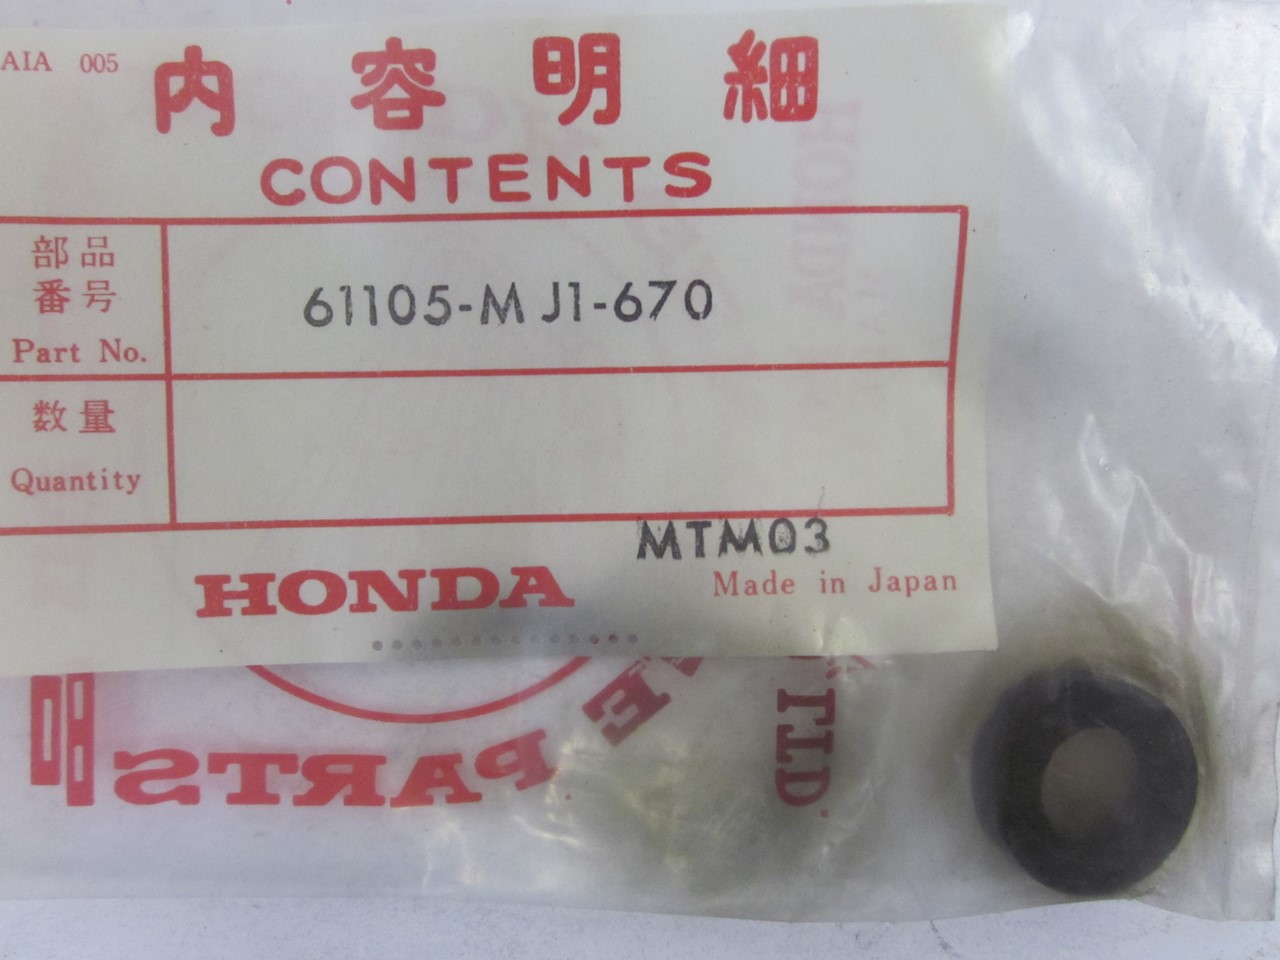 AIA 005
内容明細
CONTENTS
部品
番号
Part No.
61105-MJ1-670
数量
Quantity
MTM03
HONDA
Made in Japan
PARTS
LTD.